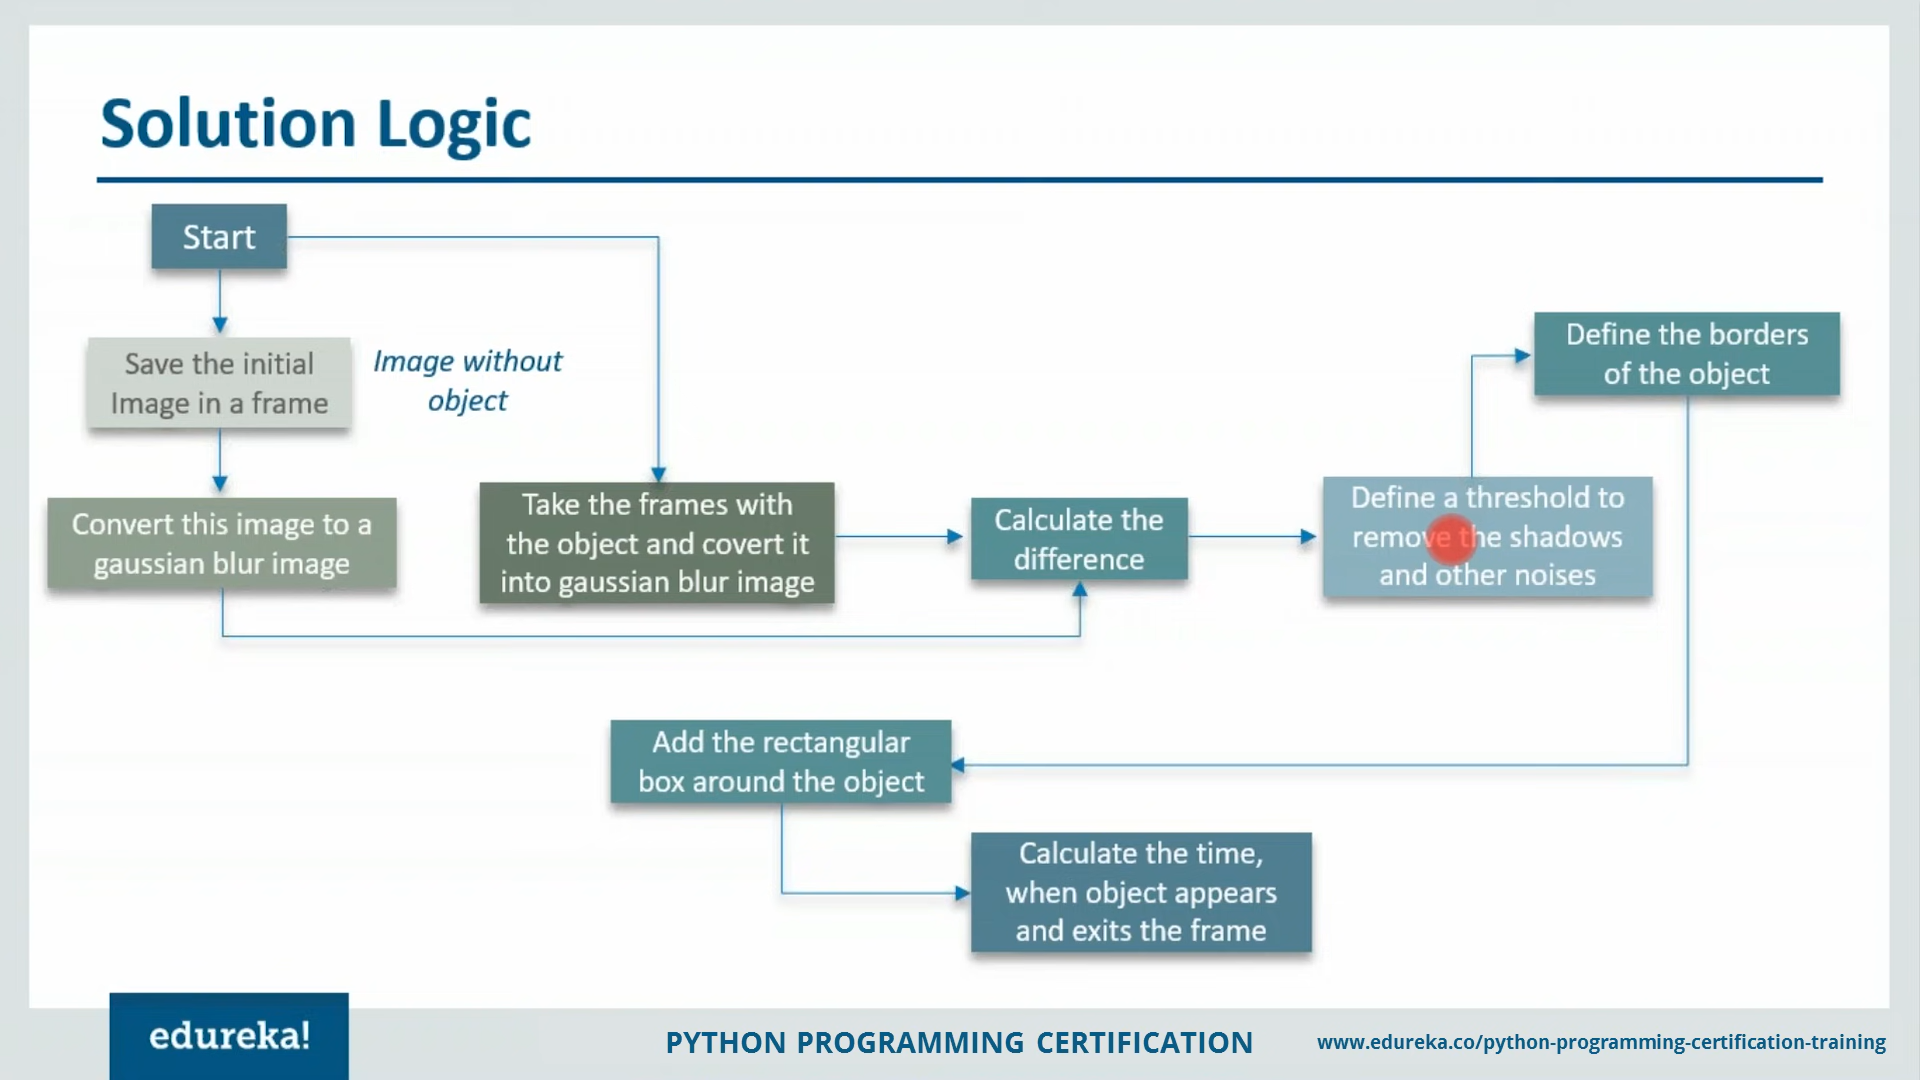 Solution Logic
Start
Save the initial
Image in a frame
Image without
object
Convert this image to a
gaussian blur image
Take the frames with
the object and covert it
into gaussian blur image
Calculate the
difference
Define a threshold to
remove the shadows
and other noises
Define the borders
of the object
Add the rectangular
box around the object
Calculate the time,
when object appears
and exits the frame
edureka!
PYTHON PROGRAMMING CERTIFICATION
www.edureka.co/python-programming-certification-training